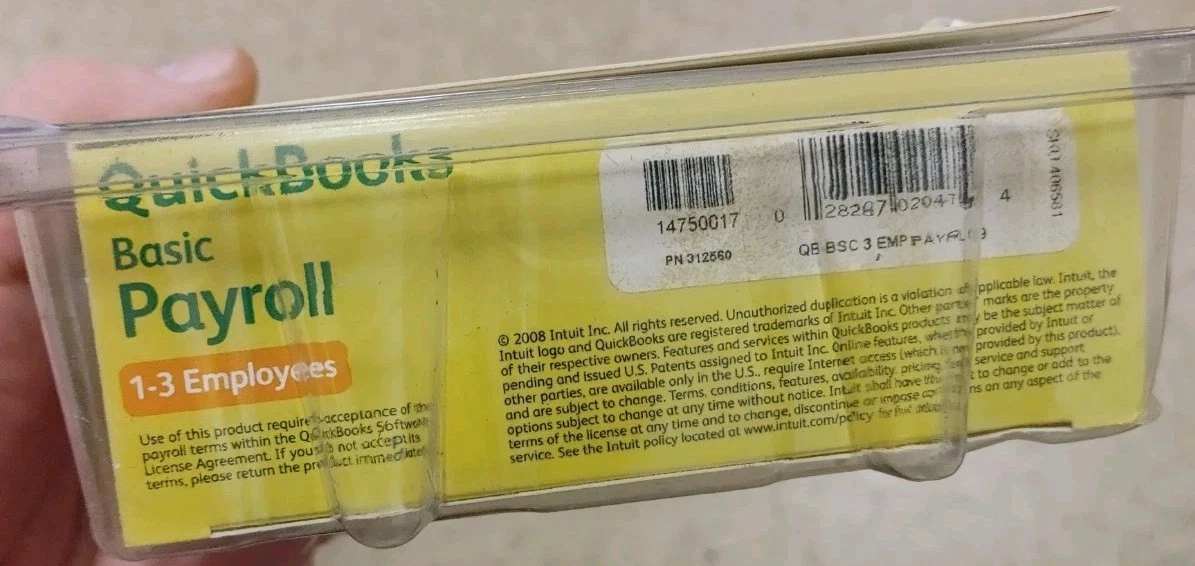 QuickBooks
Basic
Payroll
1-3 Employees
Use of this product requires acceptance of the
payroll terms within the QuickBooks Software
License Agreement. If you do not accept its
terms, please return the product immediately
14750017
PN 312560
0 28287 02047 4
QB BSC 3 EMP PAYRL 09
SKU 406581
© 2008 Intuit Inc. All rights reserved. Unauthorized duplication is a violation of applicable law. Intuit, the
Intuit logo and QuickBooks are registered trademarks of Intuit Inc. Other parties' marks are the property
of their respective owners. Features and services within QuickBooks products may be the subject matter of
pending and issued U.S. Patents assigned to Intuit Inc. Online features, whether provided by Intuit or
other parties, are available only in the U.S., require Internet access (which is not provided by this product),
and are subject to change. Terms, conditions, features, availability, pricing, service and support
options subject to change at any time without notice. Intuit shall have the right to change or add to the
terms of the license at any time and to change, discontinue or impose conditions on any aspect of the
service. See the Intuit policy located at www.intuit.com/policy for full details